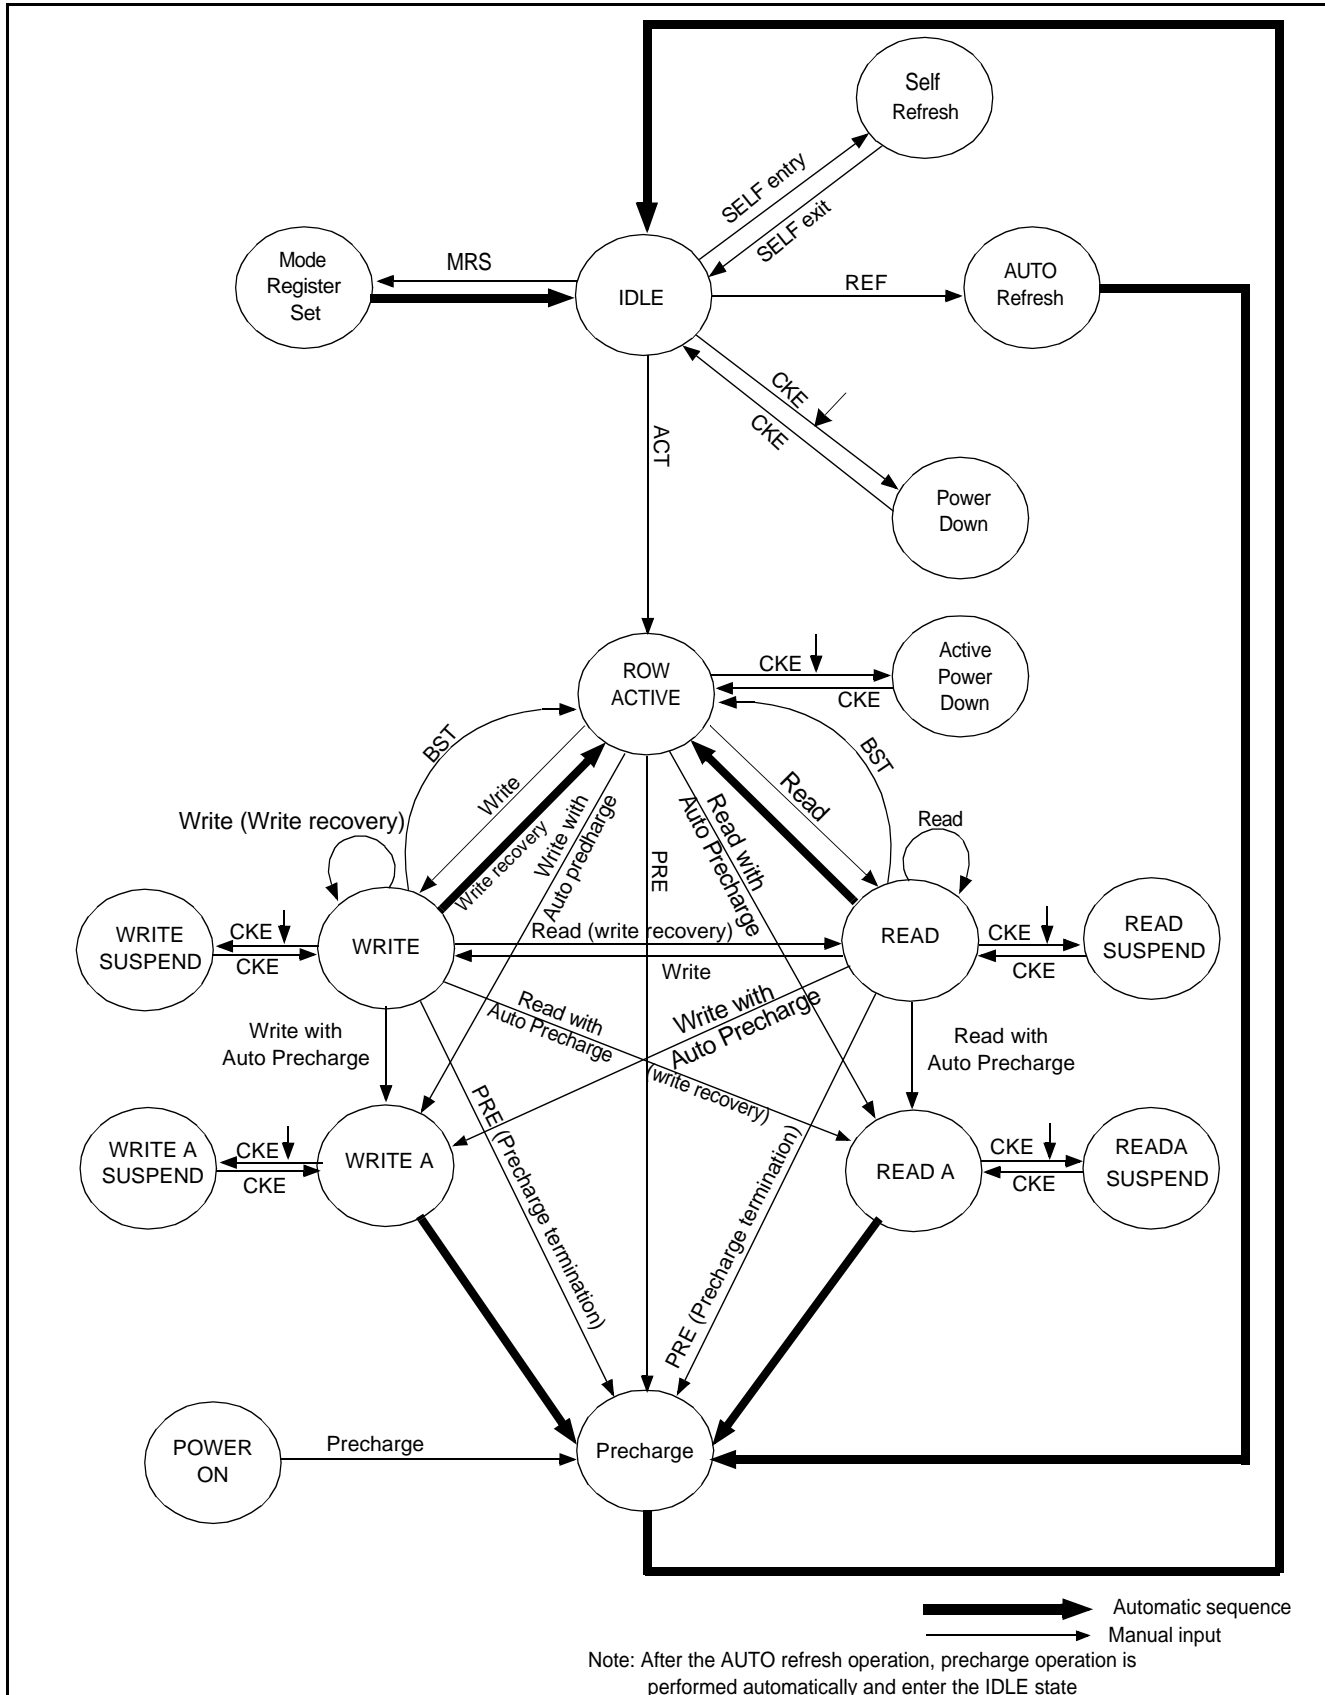 Self
Refresh
SELF entry
SELF exit
Mode
Register
Set
MRS
IDLE
REF
AUTO
Refresh
CKE
CKE
ACT
Power
Down
ROW
ACTIVE
CKE
CKE
Active
Power
Down
BST
Write
Write recovery
Write with
Auto predharge
PRE
Read with
Auto Precharge
Read
BST
Write (Write recovery)
Read
WRITE
SUSPEND
CKE
CKE
WRITE
Read (write recovery)
Write
READ
CKE
CKE
READ
SUSPEND
Write with
Auto Precharge
Read with
Auto Precharge
(write recovery)
Write with
Auto Precharge
Read with
Auto Precharge
WRITE A
SUSPEND
CKE
CKE
WRITE A
PRE (Precharge termination)
PRE (Precharge termination)
READ A
CKE
CKE
READA
SUSPEND
POWER
ON
Precharge
Precharge
Automatic sequence
Manual input
Note: After the AUTO refresh operation, precharge operation is
performed automatically and enter the IDLE state